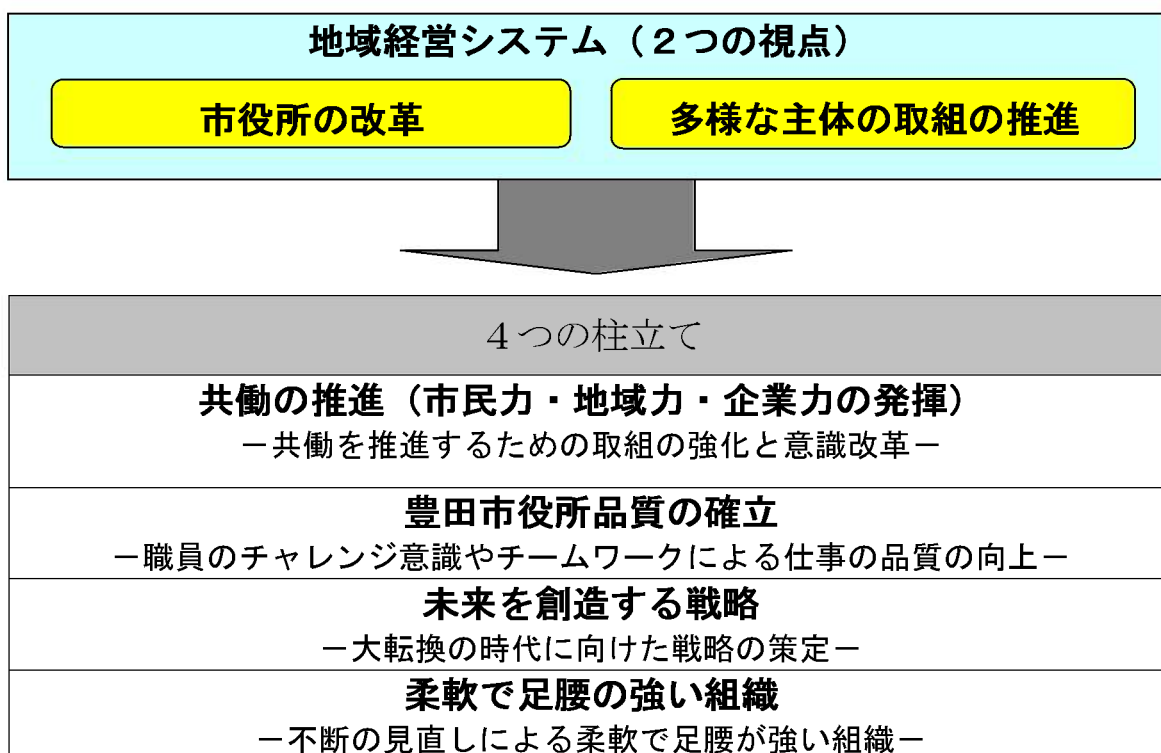 地域経営システム（２つの視点）
市役所の改革
多様な主体の取組の推進
４つの柱立て
共働の推進（市民力・地域力・企業力の発揮）
－共働を推進するための取組の強化と意識改革－
豊田市役所品質の確立
－職員のチャレンジ意識やチームワークによる仕事の品質の向上－
未来を創造する戦略
－大転換の時代に向けた戦略の策定－
柔軟で足腰の強い組織
－不断の見直しによる柔軟で足腰が強い組織－